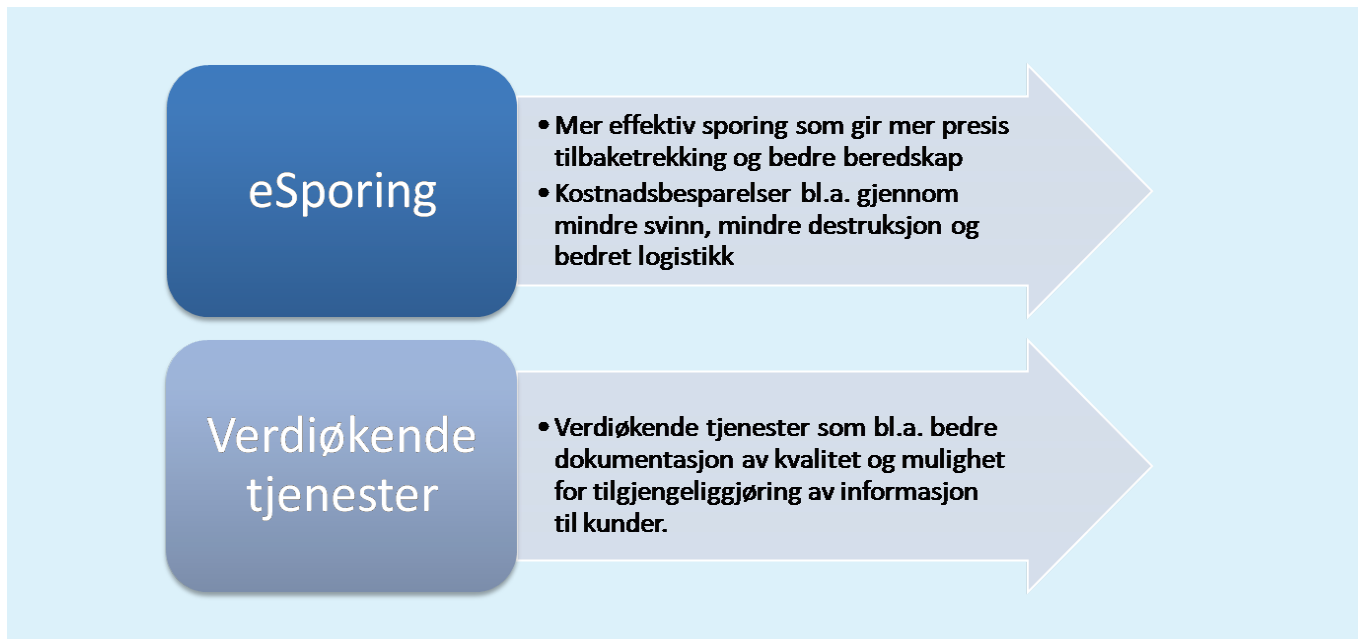 eSporing
• Mer effektiv sporing som gir mer presis
tilbaketrekking og bedre beredskap
• Kostnadsbesparelser bl.a. gjennom
mindre svinn, mindre destruksjon og
bedret logistikk
Verdiøkende
tjenester
• Verdiøkende tjenester som bl.a. bedre
dokumentasjon av kvalitet og mulighet
for tilgjengeliggjøring av informasjon
til kunder.